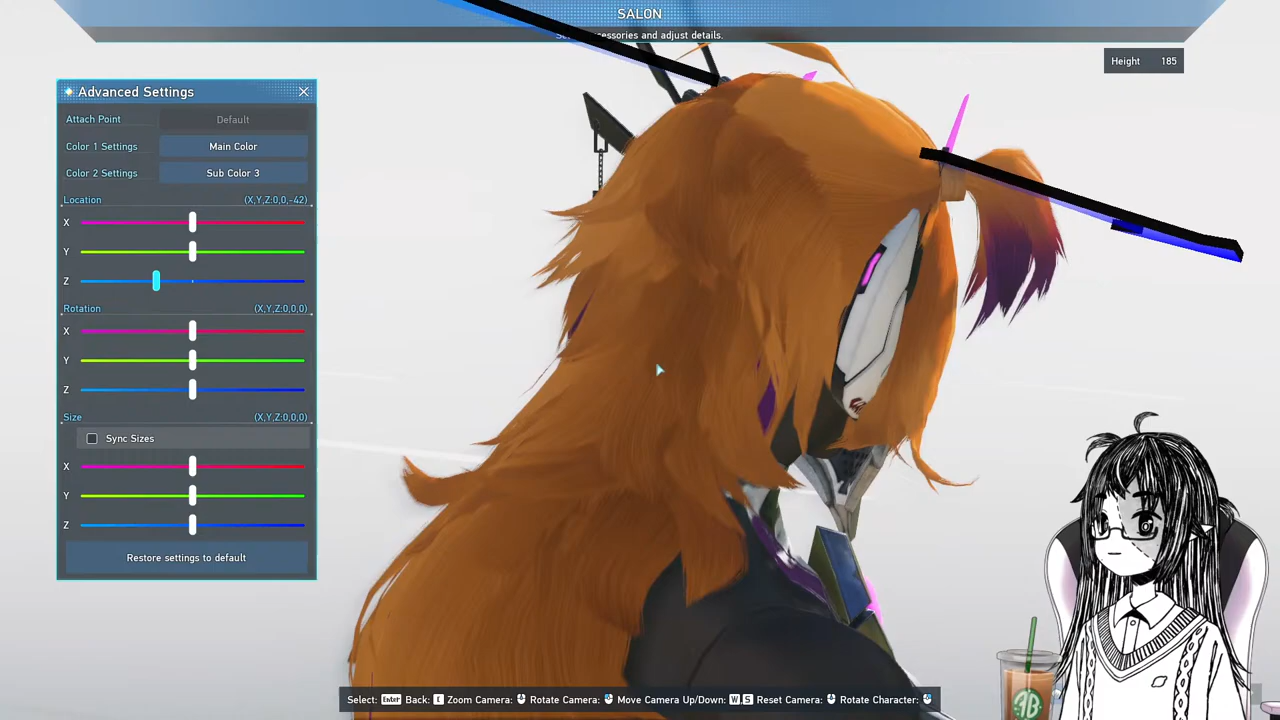 SALON
accessories and adjust details.
Height 185
Advanced Settings
Attach Point Default
Color 1 Settings Main Color
Color 2 Settings Sub Color 3
Location (X,Y,Z:0,0,-42)
X
Y
Z
Rotation (X,Y,Z:0,0,0)
X
Y
Z
Size (X,Y,Z:0,0,0)
Sync Sizes
X
Y
Z
Restore settings to default
Select: Enter Back: E Zoom Camera: Rotate Camera: Move Camera Up/Down: W S Reset Camera: Rotate Character: